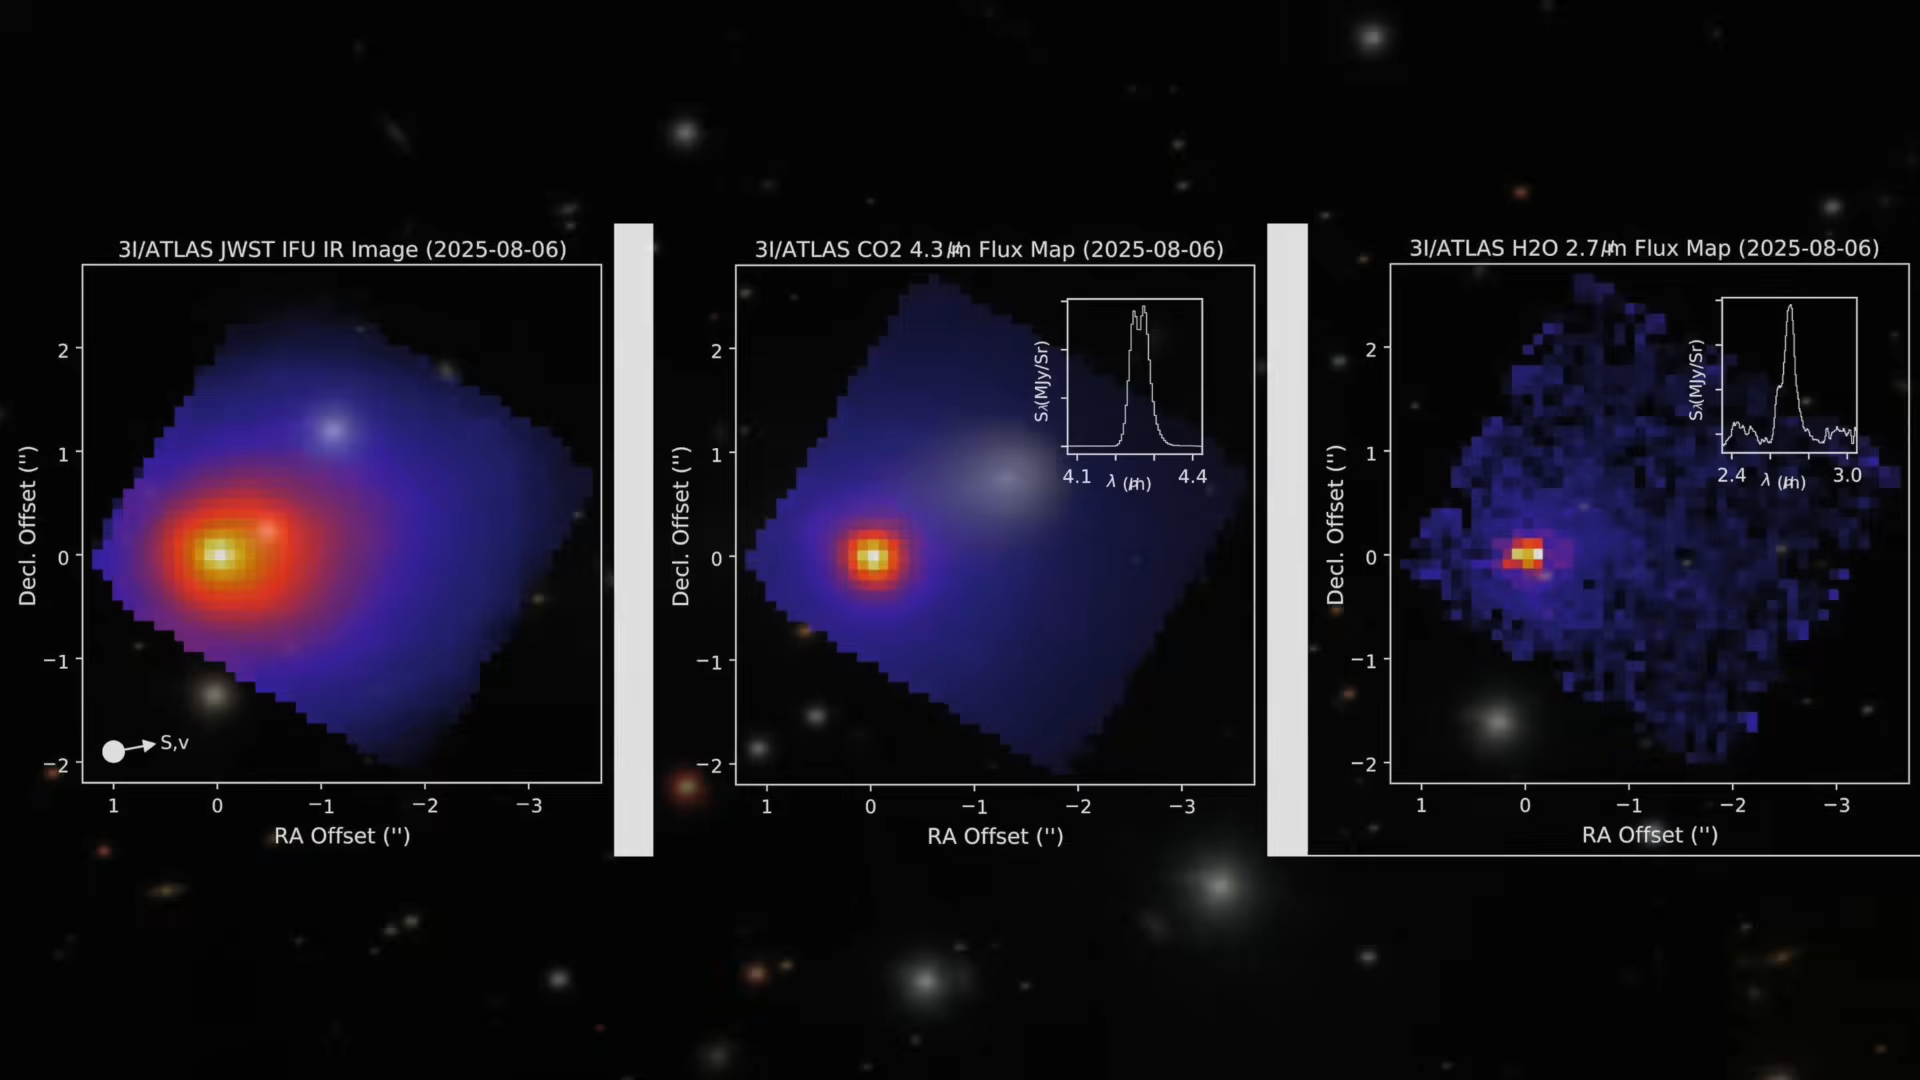 3I/ATLAS JWST IFU IR Image (2025-08-06)
Decl. Offset ('')
2
1
0
−1
−2
S,v
1 0 −1 −2 −3
RA Offset ('')
3I/ATLAS CO2 4.3μm Flux Map (2025-08-06)
Decl. Offset ('')
2
1
0
−1
−2
Sλ(MJy/Sr)
4.1 4.4
λ (μm)
1 0 −1 −2 −3
RA Offset ('')
3I/ATLAS H2O 2.7μm Flux Map (2025-08-06)
Decl. Offset ('')
2
1
0
−1
−2
Sλ(MJy/Sr)
2.4 3.0
λ (μm)
1 0 −1 −2 −3
RA Offset ('')